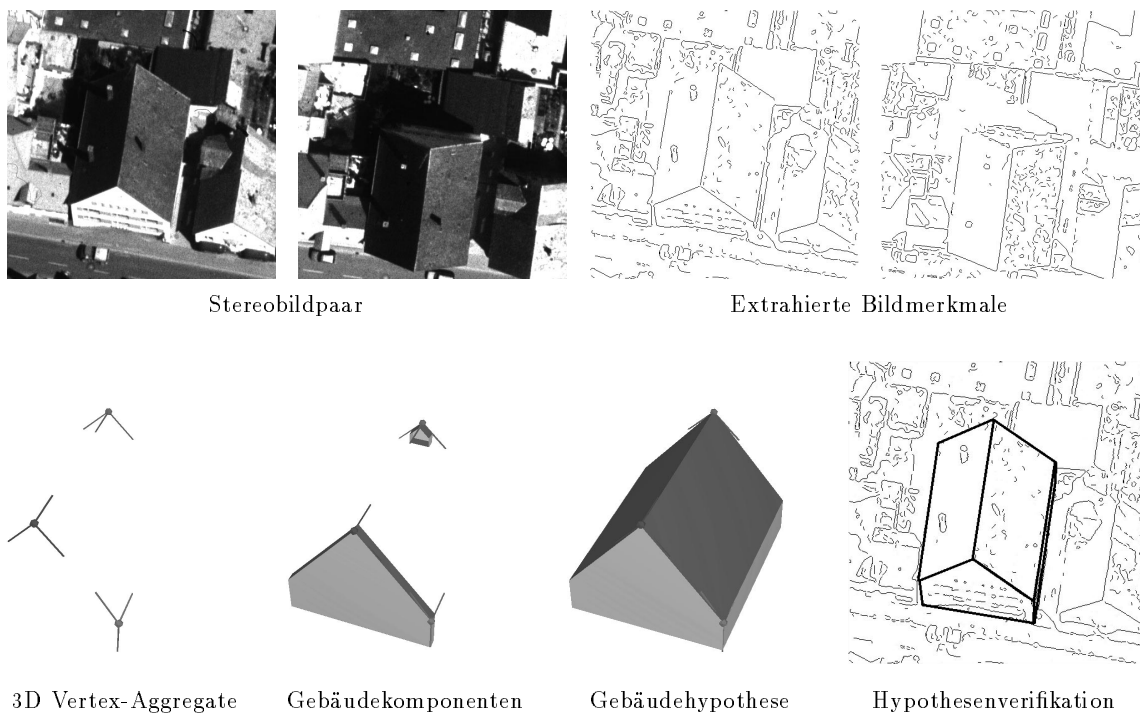 Stereobildpaar
Extrahierte Bildmerkmale
3D Vertex-Aggregate
Gebäudekomponenten
Gebäudehypothese
Hypothesenverifikation